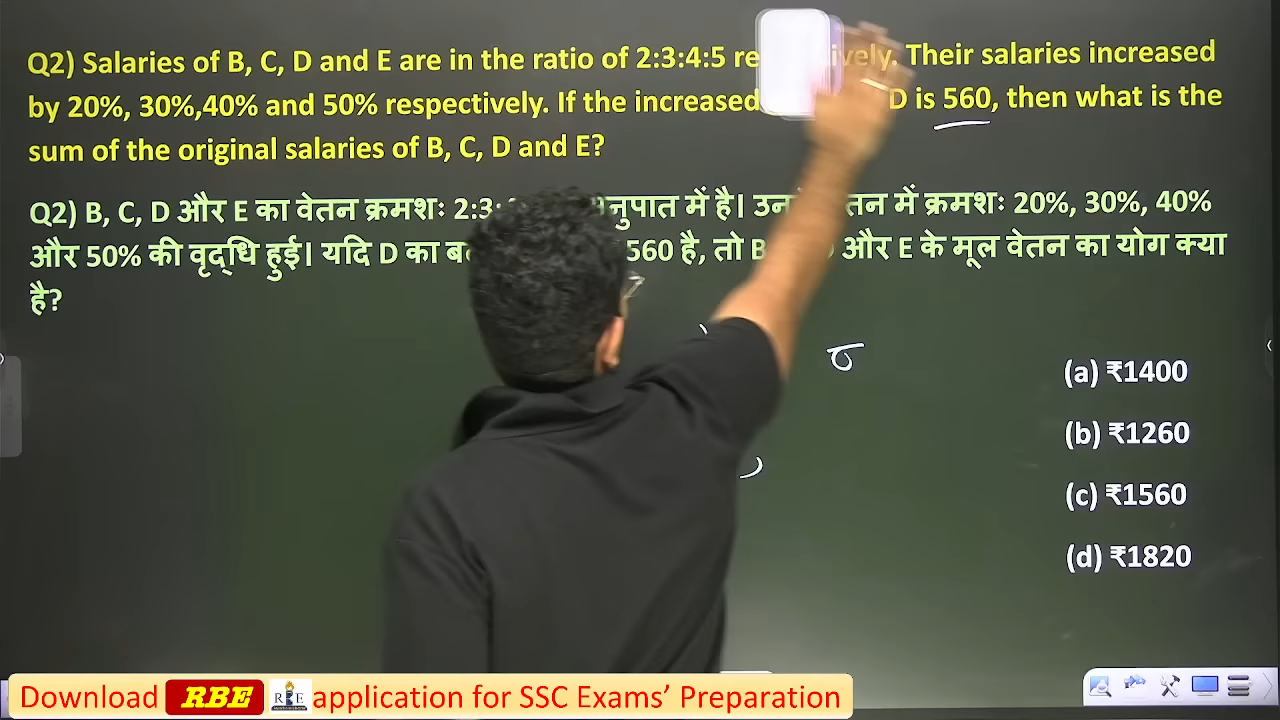 Q2) Salaries of B, C, D and E are in the ratio of 2:3:4:5 Their salaries increased
by 20%, 30%,40% and 50% respectively. If the increased D is 560, then what is the
sum of the original salaries of B, C, D and E?
Q2) B, C, D और E का वेतन क्रमशः 2:3: में है। में क्रमशः 20%, 30%, 40%
और 50% की वृद्धि हुई। यदि D का 560 है, तो और E के मूल वेतन का योग क्या
है?
(a) ₹1400
(b) ₹1260
(c) ₹1560
(d) ₹1820
Download RBE application for SSC Exams’ Preparation